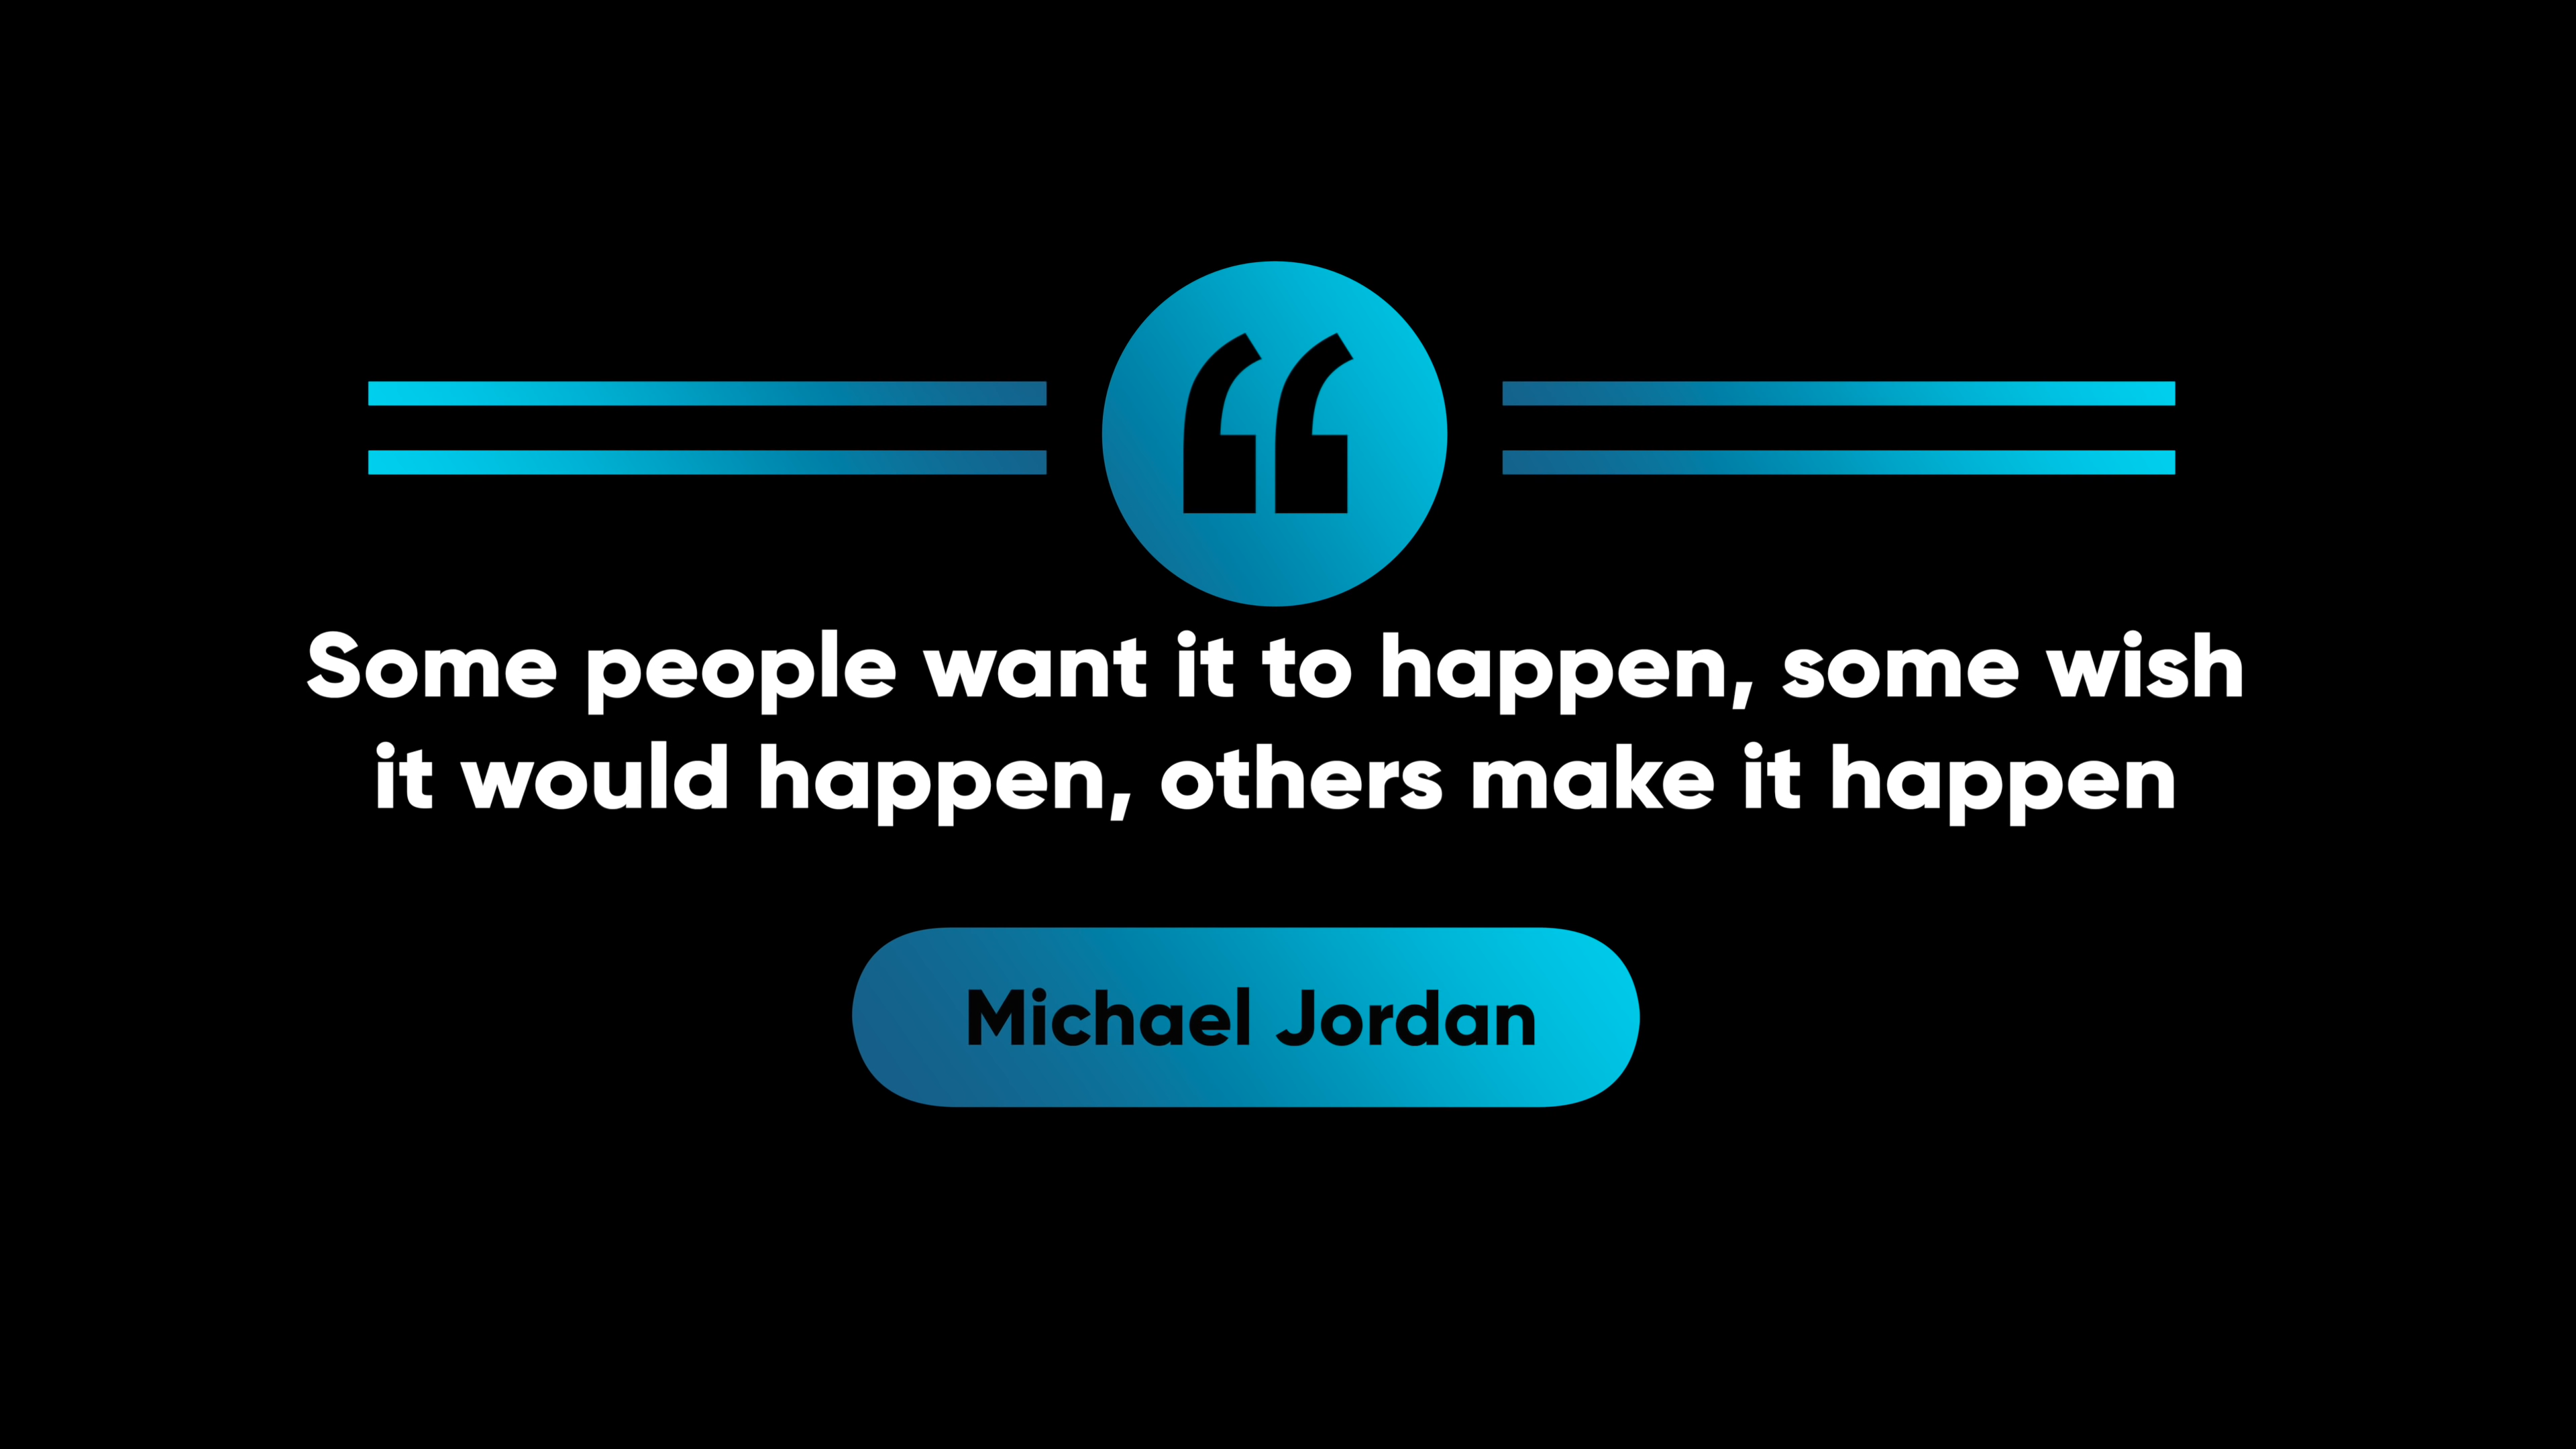 “
Some people want it to happen, some wish
it would happen, others make it happen
Michael Jordan